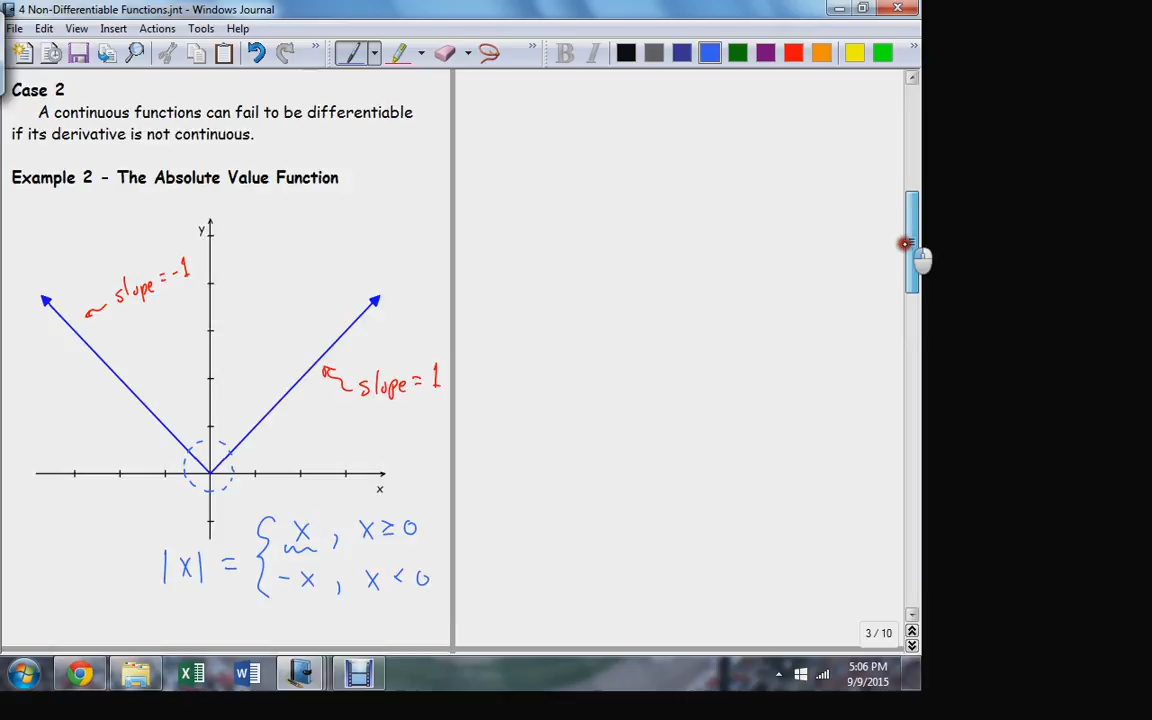 4 Non-Differentiable Functions.jnt - Windows Journal
File Edit View Insert Actions Tools Help
» » B I »
Case 2
A continuous functions can fail to be differentiable
if its derivative is not continuous.
Example 2 - The Absolute Value Function
y
slope = -1
slope = 1
x
|x| = { x , x ≥ 0
-x , x < 0
3 / 10
5:06 PM
9/9/2015